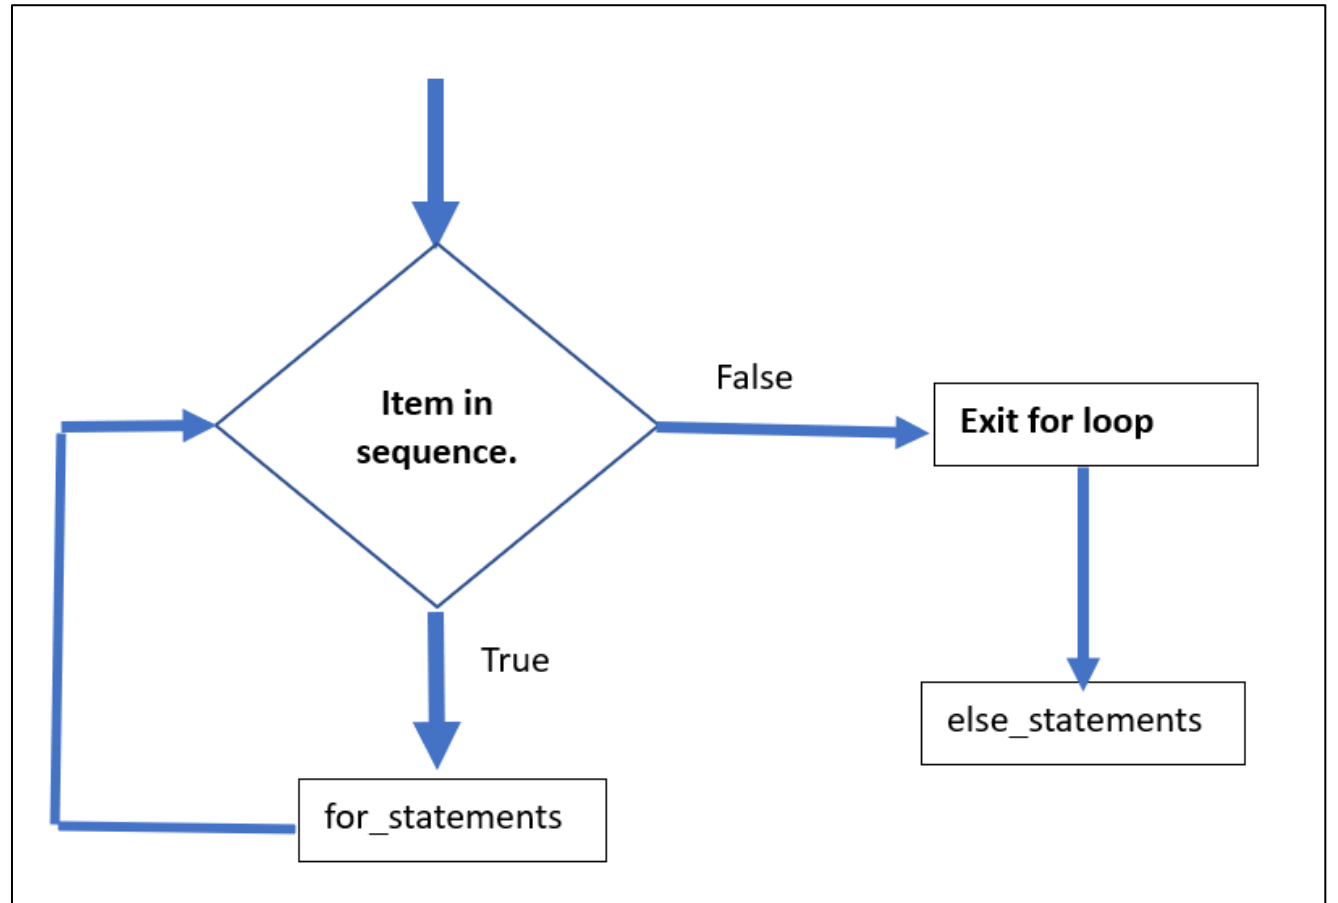 Item in
sequence.
False
Exit for loop
True
else_statements
for_statements